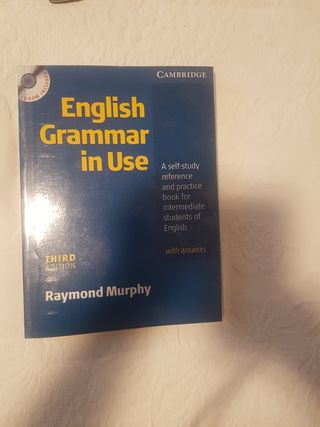 CAMBRIDGE
English
Grammar
in Use
A self-study
reference
and practice
book for
intermediate
students of
English
with answers
THIRD
EDITION
Raymond Murphy